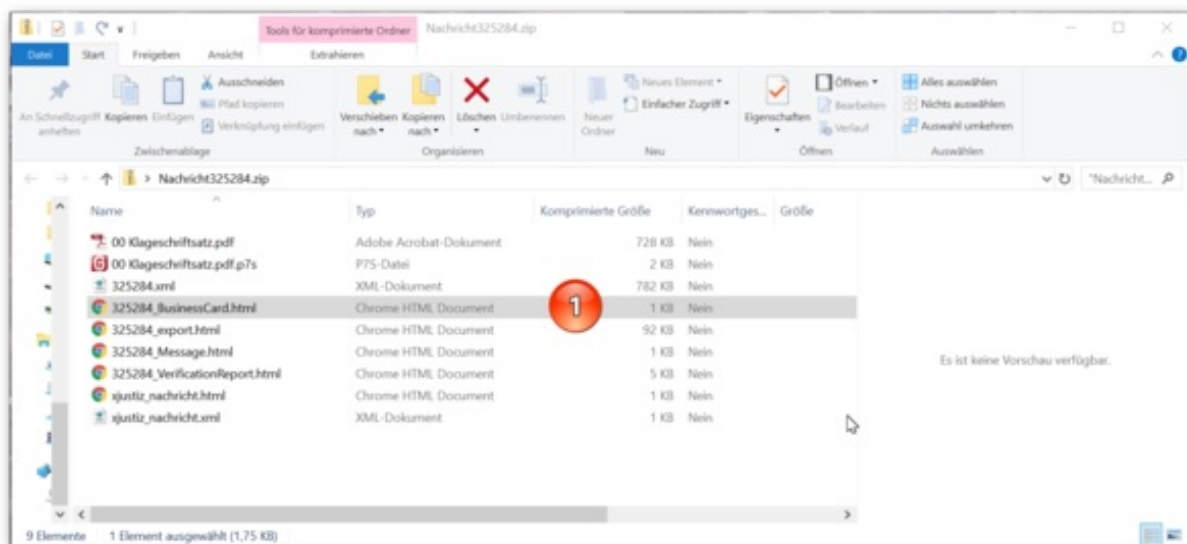 Tools für komprimierte Ordner Nachricht325284.zip
Datei Start Freigeben Ansicht Extrahieren
An Schnellzugriff anheften
Kopieren
Einfügen
Ausschneiden
Pfad kopieren
Verknüpfung einfügen
Zwischenablage
Verschieben nach
Kopieren nach
Löschen
Umbenennen
Organisieren
Neuer Ordner
Neues Element
Einfacher Zugriff
Neu
Eigenschaften
Öffnen
Bearbeiten
Verlauf
Öffnen
Alles auswählen
Nichts auswählen
Auswahl umkehren
Auswählen
> Nachricht325284.zip "Nachricht...
Name Typ Komprimierte Größe Kennwortges... Größe
00 Klageschriftsatz.pdf Adobe Acrobat-Dokument 728 KB Nein
00 Klageschriftsatz.pdf.p7s P7S-Datei 2 KB Nein
325284.xml XML-Dokument 782 KB Nein
325284_BusinessCard.html Chrome HTML Document 1 1 KB Nein
325284_export.html Chrome HTML Document 92 KB Nein
325284_Message.html Chrome HTML Document 1 KB Nein
325284_VerificationReport.html Chrome HTML Document 5 KB Nein
xjustiz_nachricht.html Chrome HTML Document 1 KB Nein
xjustiz_nachricht.xml XML-Dokument 1 KB Nein
Es ist keine Vorschau verfügbar.
9 Elemente 1 Element ausgewählt (1,75 KB)